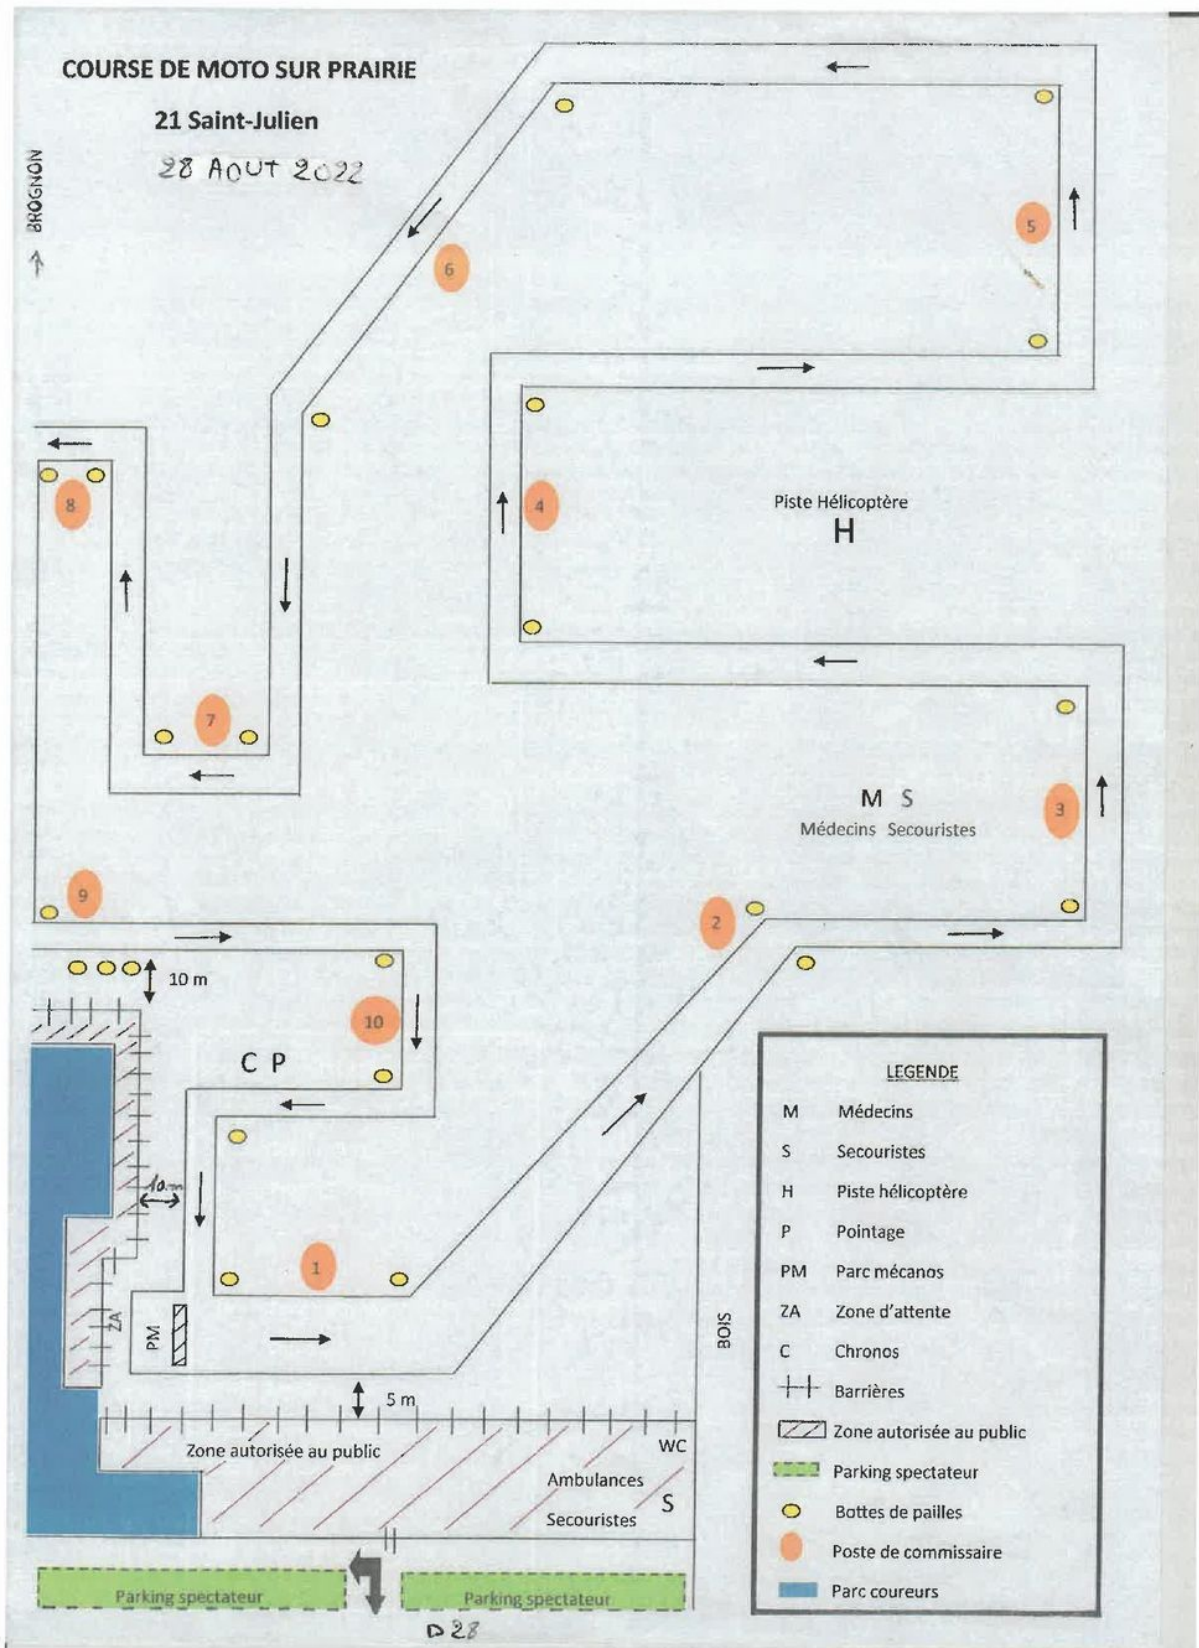 COURSE DE MOTO SUR PRAIRIE
21 Saint-Julien
28 AOUT 2022
BROGNON
5
6
4
Piste Hélicoptère
H
8
7
M S
Médecins Secouristes
3
9
2
10 m
10
C P
10 m
1
ZA
PM
BOIS
5 m
Zone autorisée au public
WC
Ambulances
S
Secouristes
Parking spectateur
Parking spectateur
D 28
LEGENDE
M Médecins
S Secouristes
H Piste hélicoptère
P Pointage
PM Parc mécanos
ZA Zone d'attente
C Chronos
Barrières
Zone autorisée au public
Parking spectateur
Bottes de pailles
Poste de commissaire
Parc coureurs